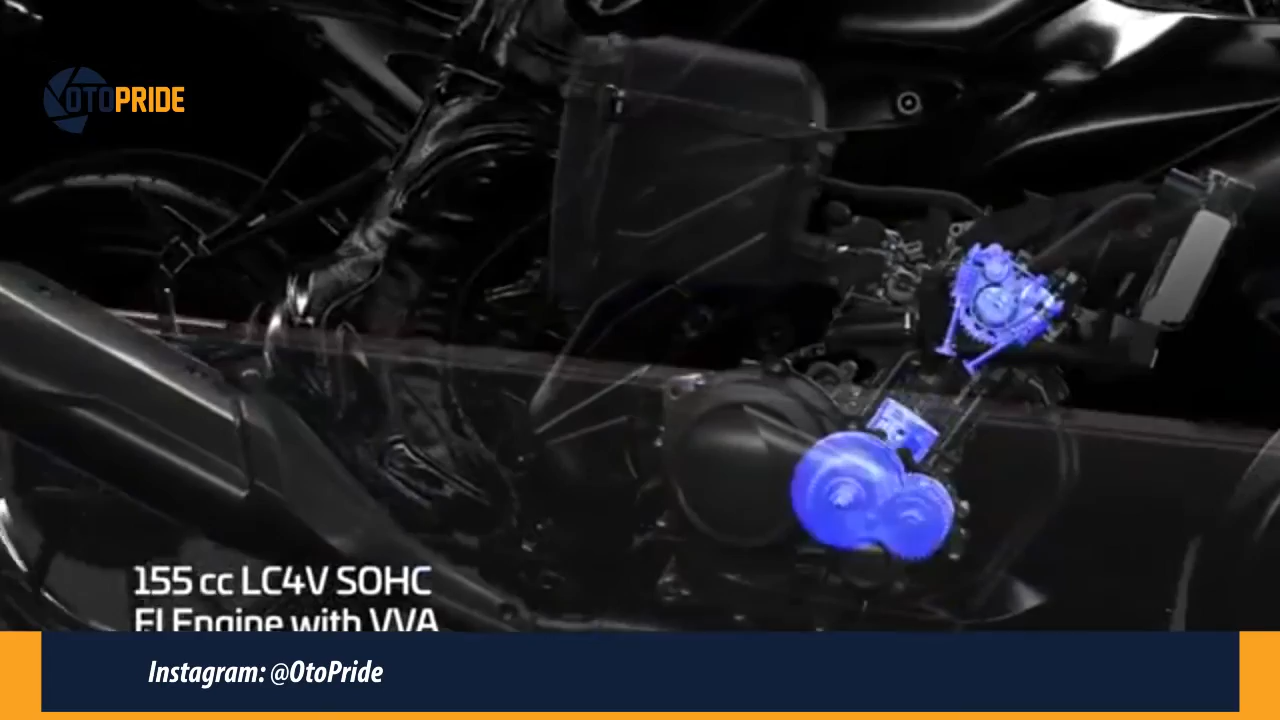 OTOPRIDE
155 cc LC4V SOHC
FI Engine with VVA
Instagram: @OtoPride